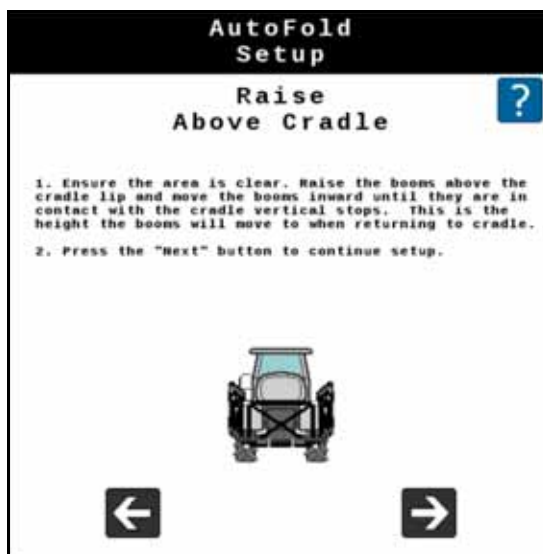 AutoFold
Setup
Raise
Above Cradle
?
1. Ensure the area is clear. Raise the booms above the
cradle lip and move the booms inward until they are in
contact with the cradle vertical stops. This is the
height the booms will move to when returning to cradle.
2. Press the "Next" button to continue setup.